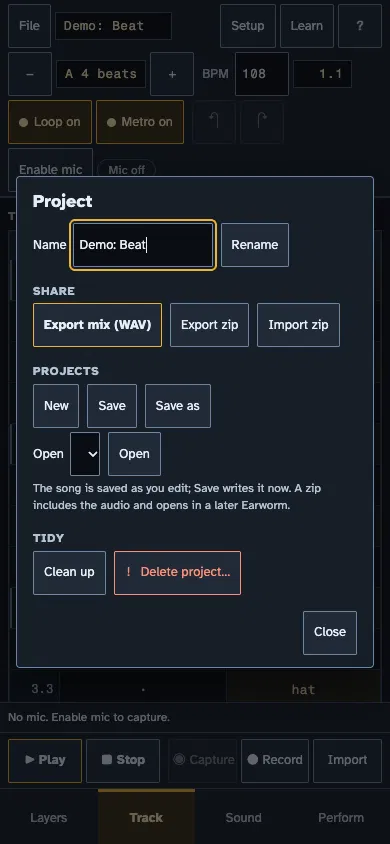 File Demo: Beat Setup Learn ?
− A 4 beats + BPM 108 1.1
● Loop on ● Metro on
Enable mic Mic off
Project
Name Demo: Beat Rename
SHARE
Export mix (WAV) Export zip Import zip
PROJECTS
New Save Save as
Open Open
The song is saved as you edit; Save writes it now. A zip
includes the audio and opens in a later Earworm.
TIDY
Clean up ! Delete project…
Close
3.3 · hat
No mic. Enable mic to capture.
▶ Play ■ Stop ◉ Capture ● Record Import
Layers Track Sound Perform